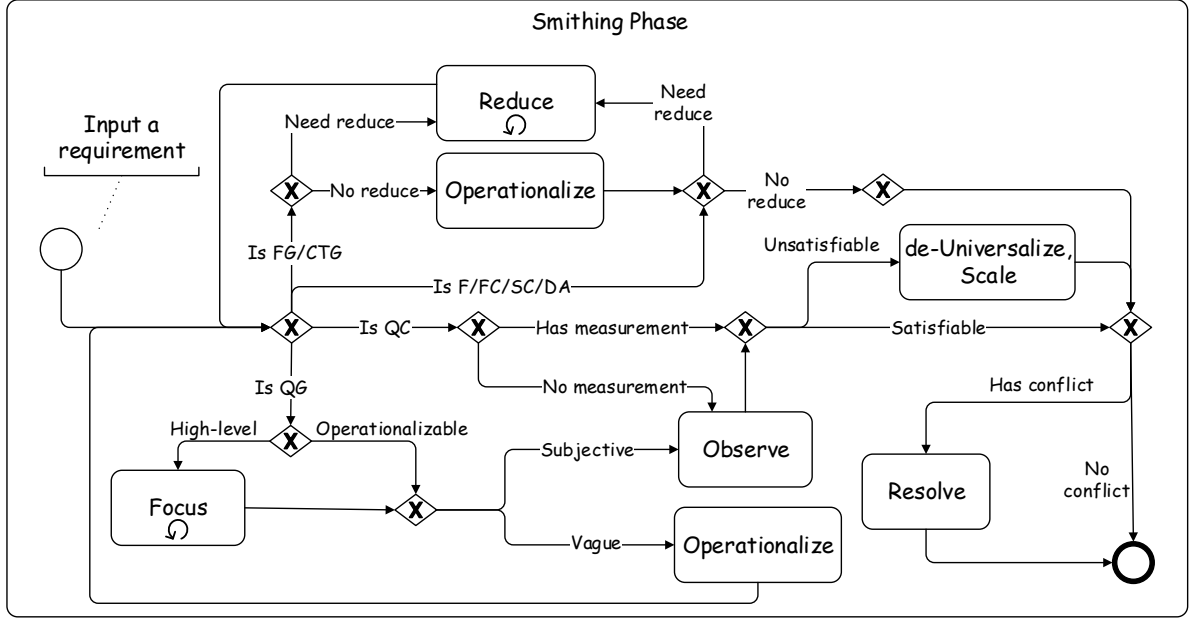 Smithing Phase
Input a
requirement
Reduce
Need
reduce
Need reduce
No reduce
Operationalize
No
reduce
Is FG/CTG
Unsatisfiable
de-Universalize,
Scale
Is F/FC/SC/DA
Is QC
Has measurement
Satisfiable
Is QG
No measurement
Has conflict
High-level
Operationalizable
Subjective
Observe
Resolve
No
conflict
Focus
Vague
Operationalize